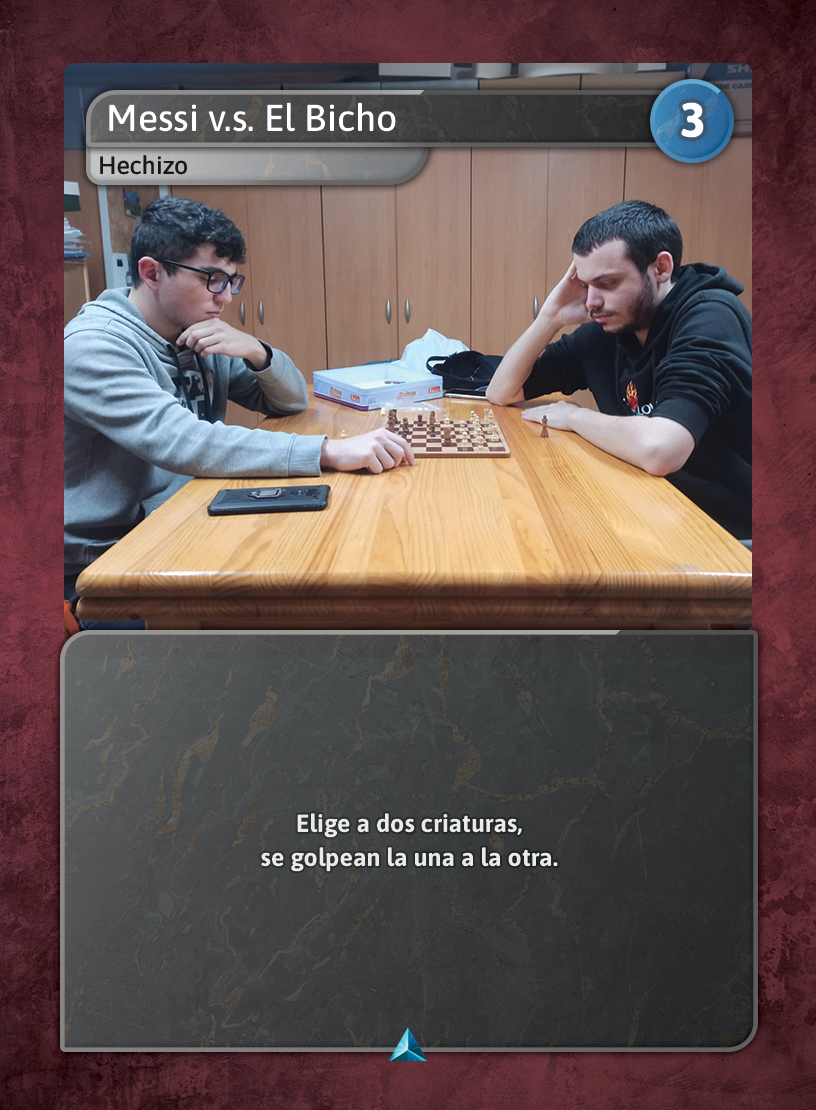 Messi v.s. El Bicho
3
Hechizo
Elige a dos criaturas,
se golpean la una a la otra.